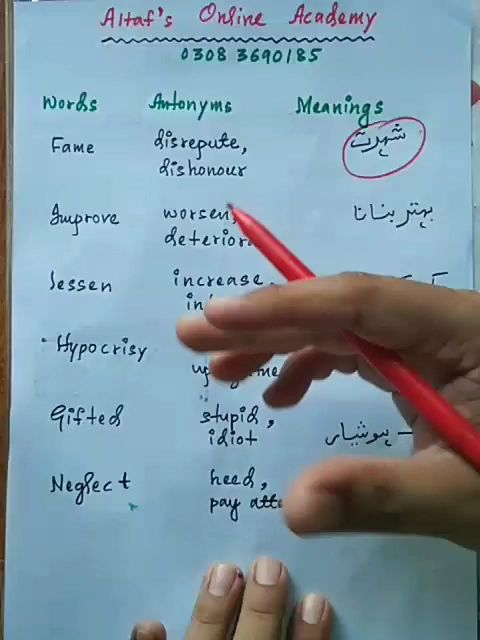 Altaf's Online Academy
0308 3690185
Words Antonyms Meanings
Fame disrepute, شہرت
dishonour
Improve worsen, بہتر بنانا
Lessen increase,
Hypocrisy
Gifted stupid, ہوشیار
idiot
Neglect heed,
pay